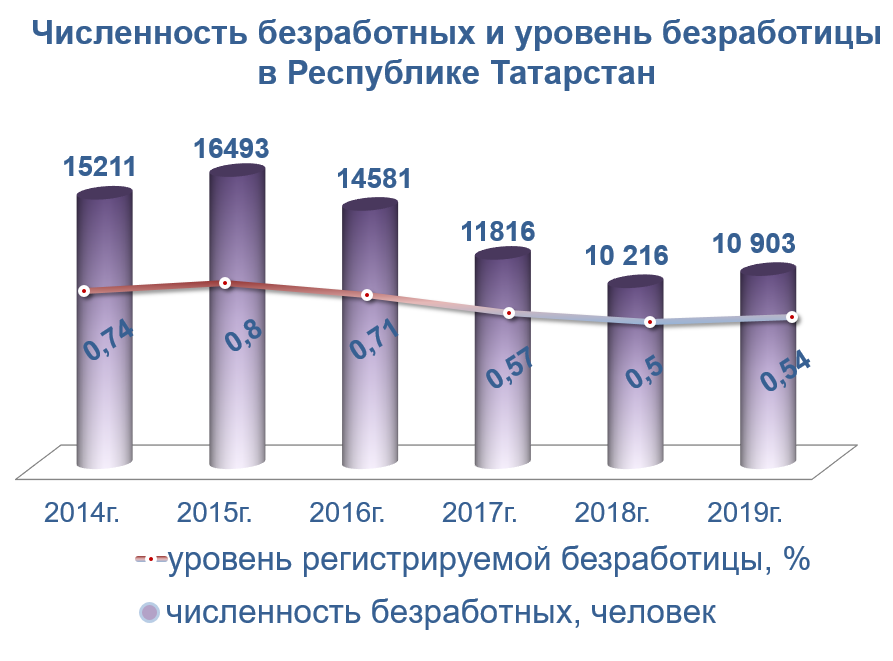 Численность безработных и уровень безработицы
в Республике Татарстан
15211
16493
14581
11816
10 216
10 903
0,74
0,8
0,71
0,57
0,5
0,54
2014г.
2015г.
2016г.
2017г.
2018г.
2019г.
уровень регистрируемой безработицы, %
численность безработных, человек